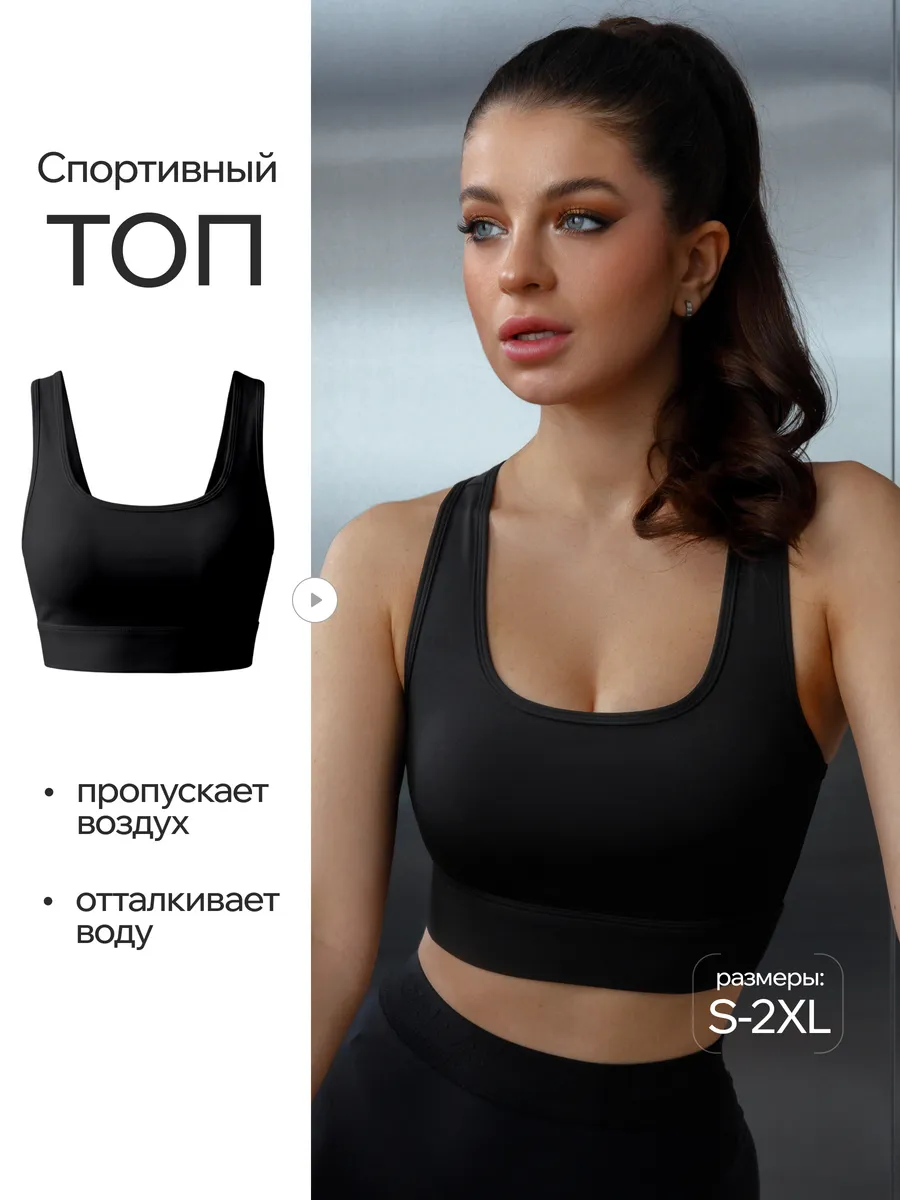 Спортивный
ТОП
• пропускает
воздух
• отталкивает
воду
размеры:
S-2XL